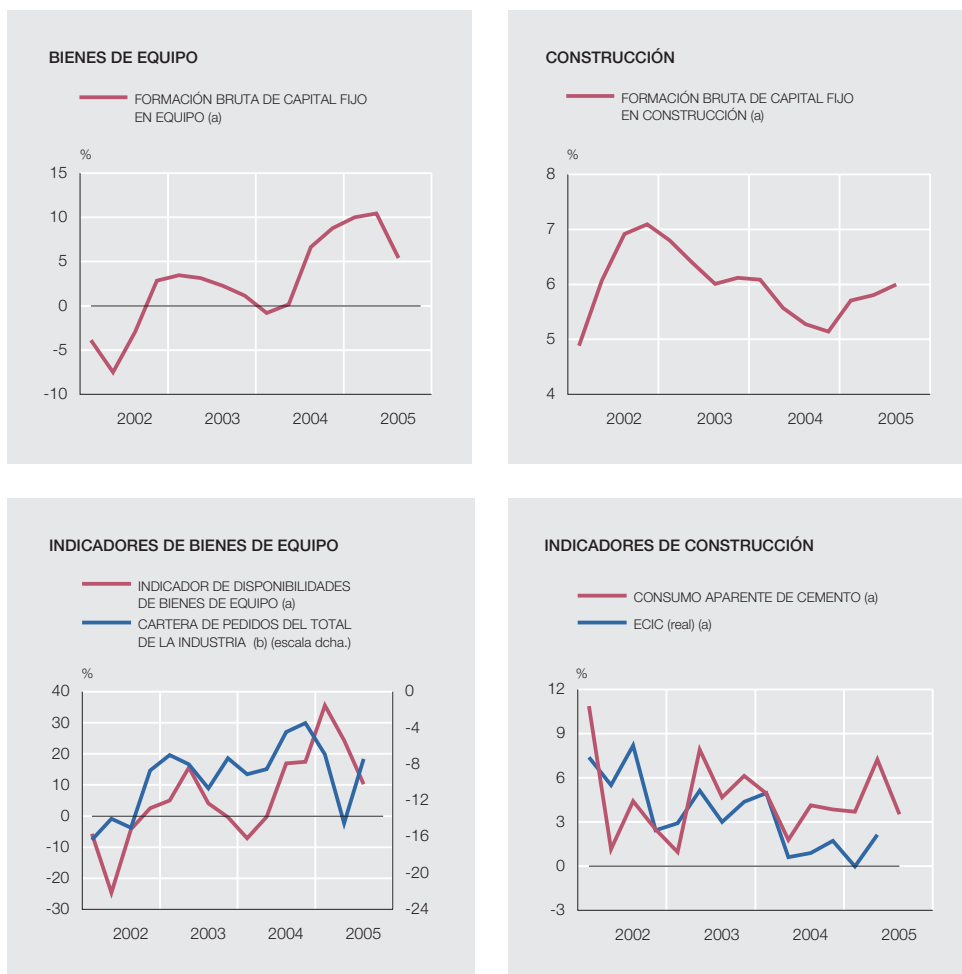 BIENES DE EQUIPO
FORMACIÓN BRUTA DE CAPITAL FIJO
EN EQUIPO (a)
%
15
10
5
0
-5
-10
2002 2003 2004 2005
CONSTRUCCIÓN
FORMACIÓN BRUTA DE CAPITAL FIJO
EN CONSTRUCCIÓN (a)
%
8
7
6
5
4
2002 2003 2004 2005
INDICADORES DE BIENES DE EQUIPO
INDICADOR DE DISPONIBILIDADES
DE BIENES DE EQUIPO (a)
CARTERA DE PEDIDOS DEL TOTAL
DE LA INDUSTRIA (b) (escala dcha.)
%
40 0
30 -4
20 -8
10 -12
0 -16
-10 -20
-20 -24
-30
2002 2003 2004 2005
INDICADORES DE CONSTRUCCIÓN
CONSUMO APARENTE DE CEMENTO (a)
ECIC (real) (a)
%
12
9
6
3
0
-3
2002 2003 2004 2005